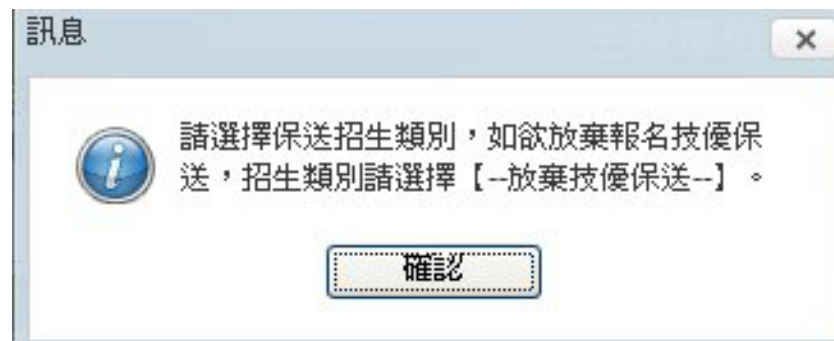 訊息
請選擇保送招生類別，如欲放棄報名技優保
送，招生類別請選擇【--放棄技優保送--】。
確認